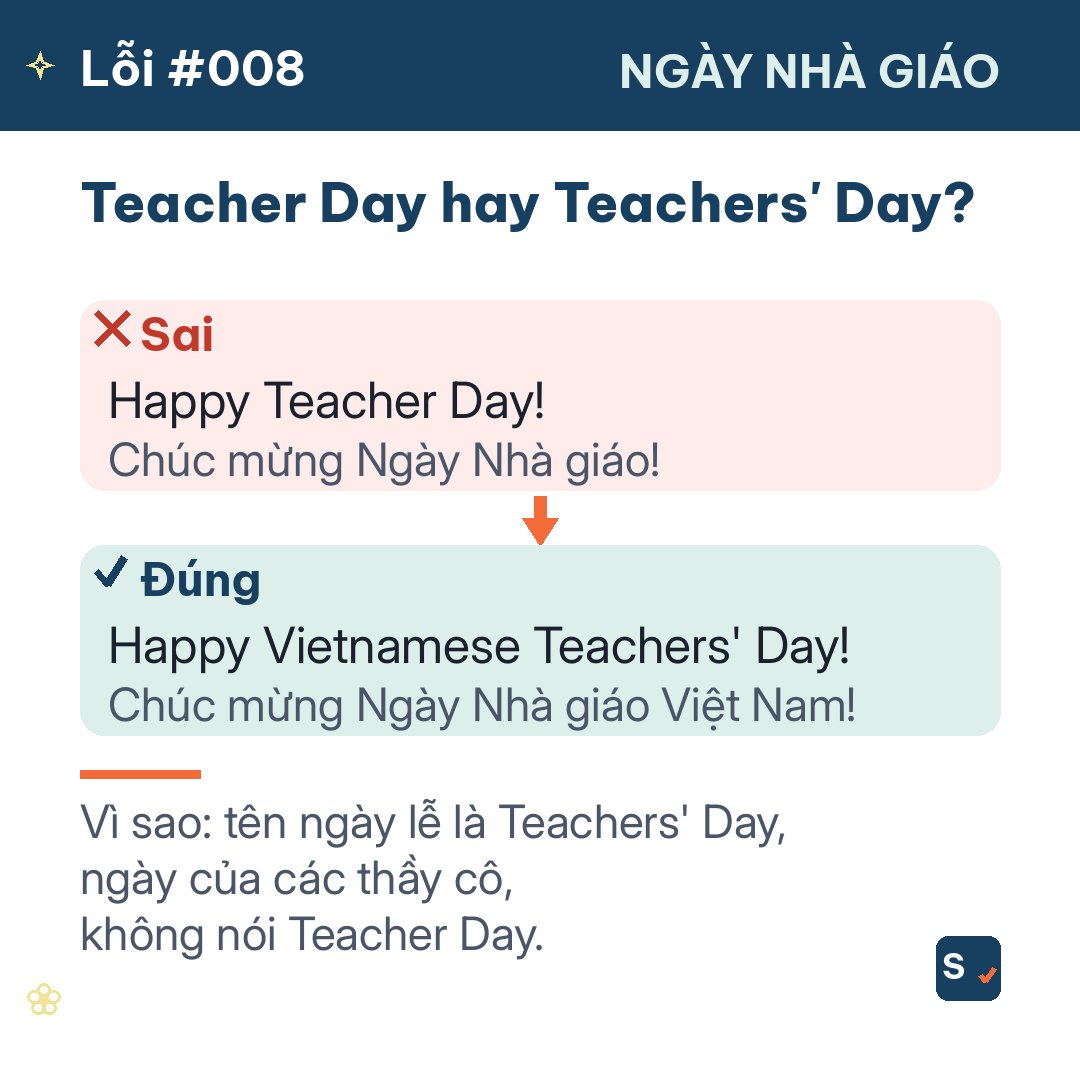 Lỗi #008
NGÀY NHÀ GIÁO
Teacher Day hay Teachers' Day?
Sai
Happy Teacher Day!
Chúc mừng Ngày Nhà giáo!
Đúng
Happy Vietnamese Teachers' Day!
Chúc mừng Ngày Nhà giáo Việt Nam!
Vì sao: tên ngày lễ là Teachers' Day,
ngày của các thầy cô,
không nói Teacher Day.
S